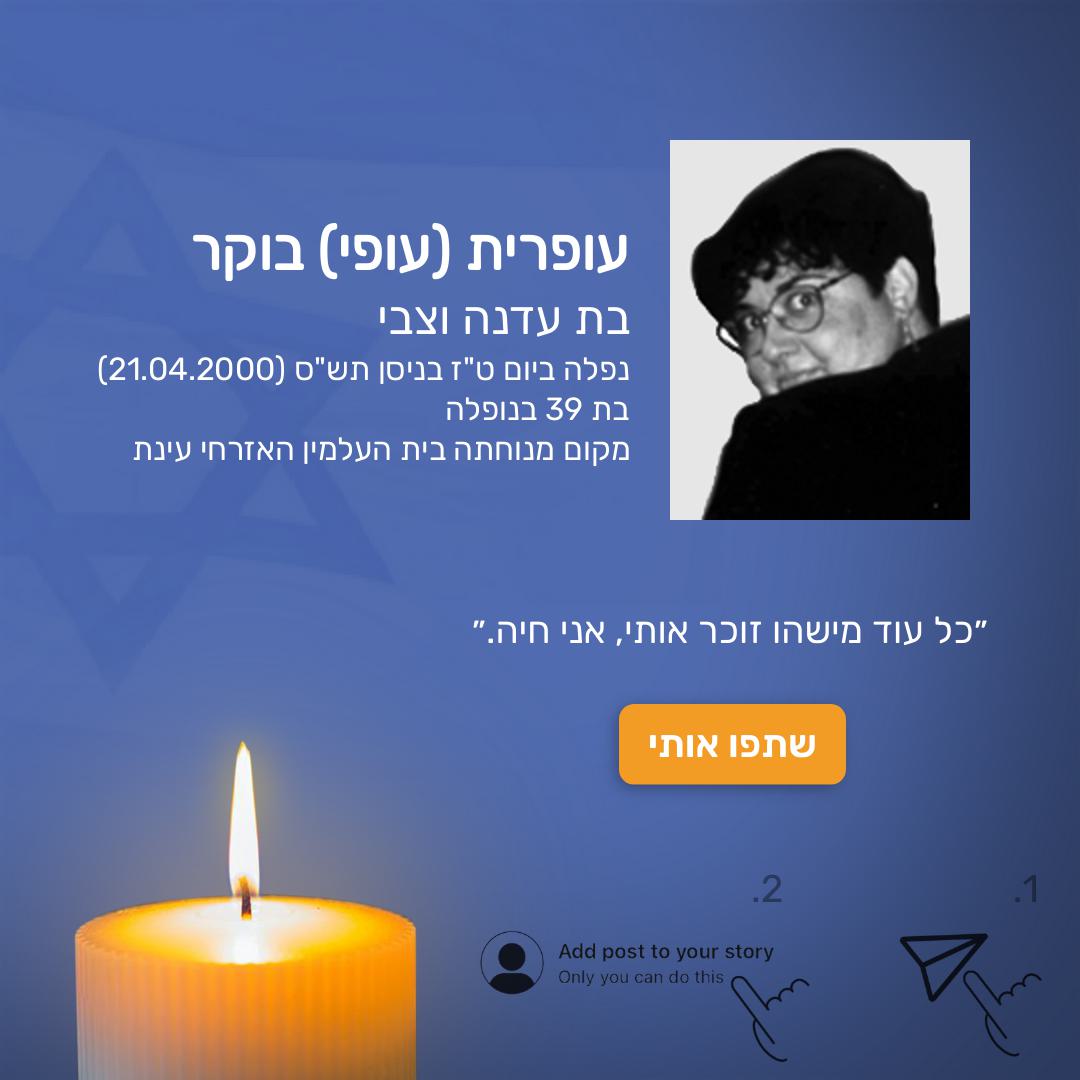 עופרית (עופי) בוקר
בת עדנה וצבי
נפלה ביום ט"ז בניסן תש"ס (21.04.2000)
בת 39 בנופלה
מקום מנוחתה בית העלמין האזרחי עינת
״כל עוד מישהו זוכר אותי, אני חיה.״
שתפו אותי
1.
2.
Add post to your story
Only you can do this